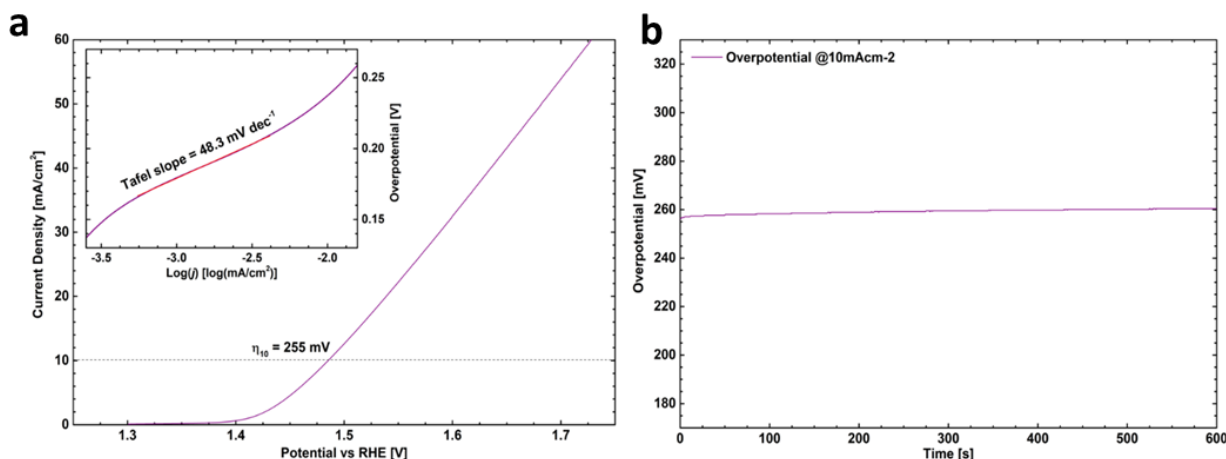 a
60
50
40
30
20
10
0
Current Density [mA/cm²]
1.3 1.4 1.5 1.6 1.7
Potential vs RHE [V]
η₁₀ = 255 mV
Tafel slope = 48.3 mV dec⁻¹
0.25
0.20
0.15
Overpotential [V]
-3.5 -3.0 -2.5 -2.0
Log(j) [log(mA/cm²)]
b
Overpotential @10mAcm-2
320
300
280
260
240
220
200
180
Overpotential [mV]
0 100 200 300 400 500 600
Time [s]